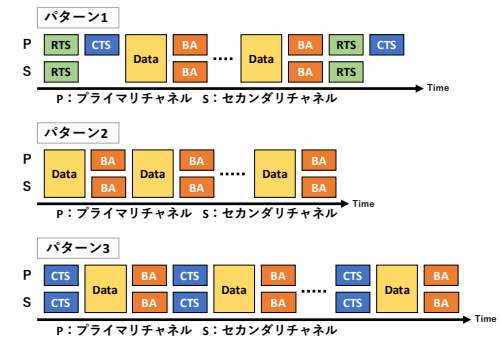 パターン1
P RTS CTS Data BA ‥‥ Data BA RTS CTS
S RTS BA BA RTS
Time
P：プライマリチャネル S：セカンダリチャネル
パターン2
P Data BA Data BA ‥‥‥ Data BA
S BA BA BA
Time
P：プライマリチャネル S：セカンダリチャネル
パターン3
P CTS Data BA CTS Data BA ‥‥‥ CTS Data BA
S CTS BA CTS BA CTS BA
Time
P：プライマリチャネル S：セカンダリチャネル